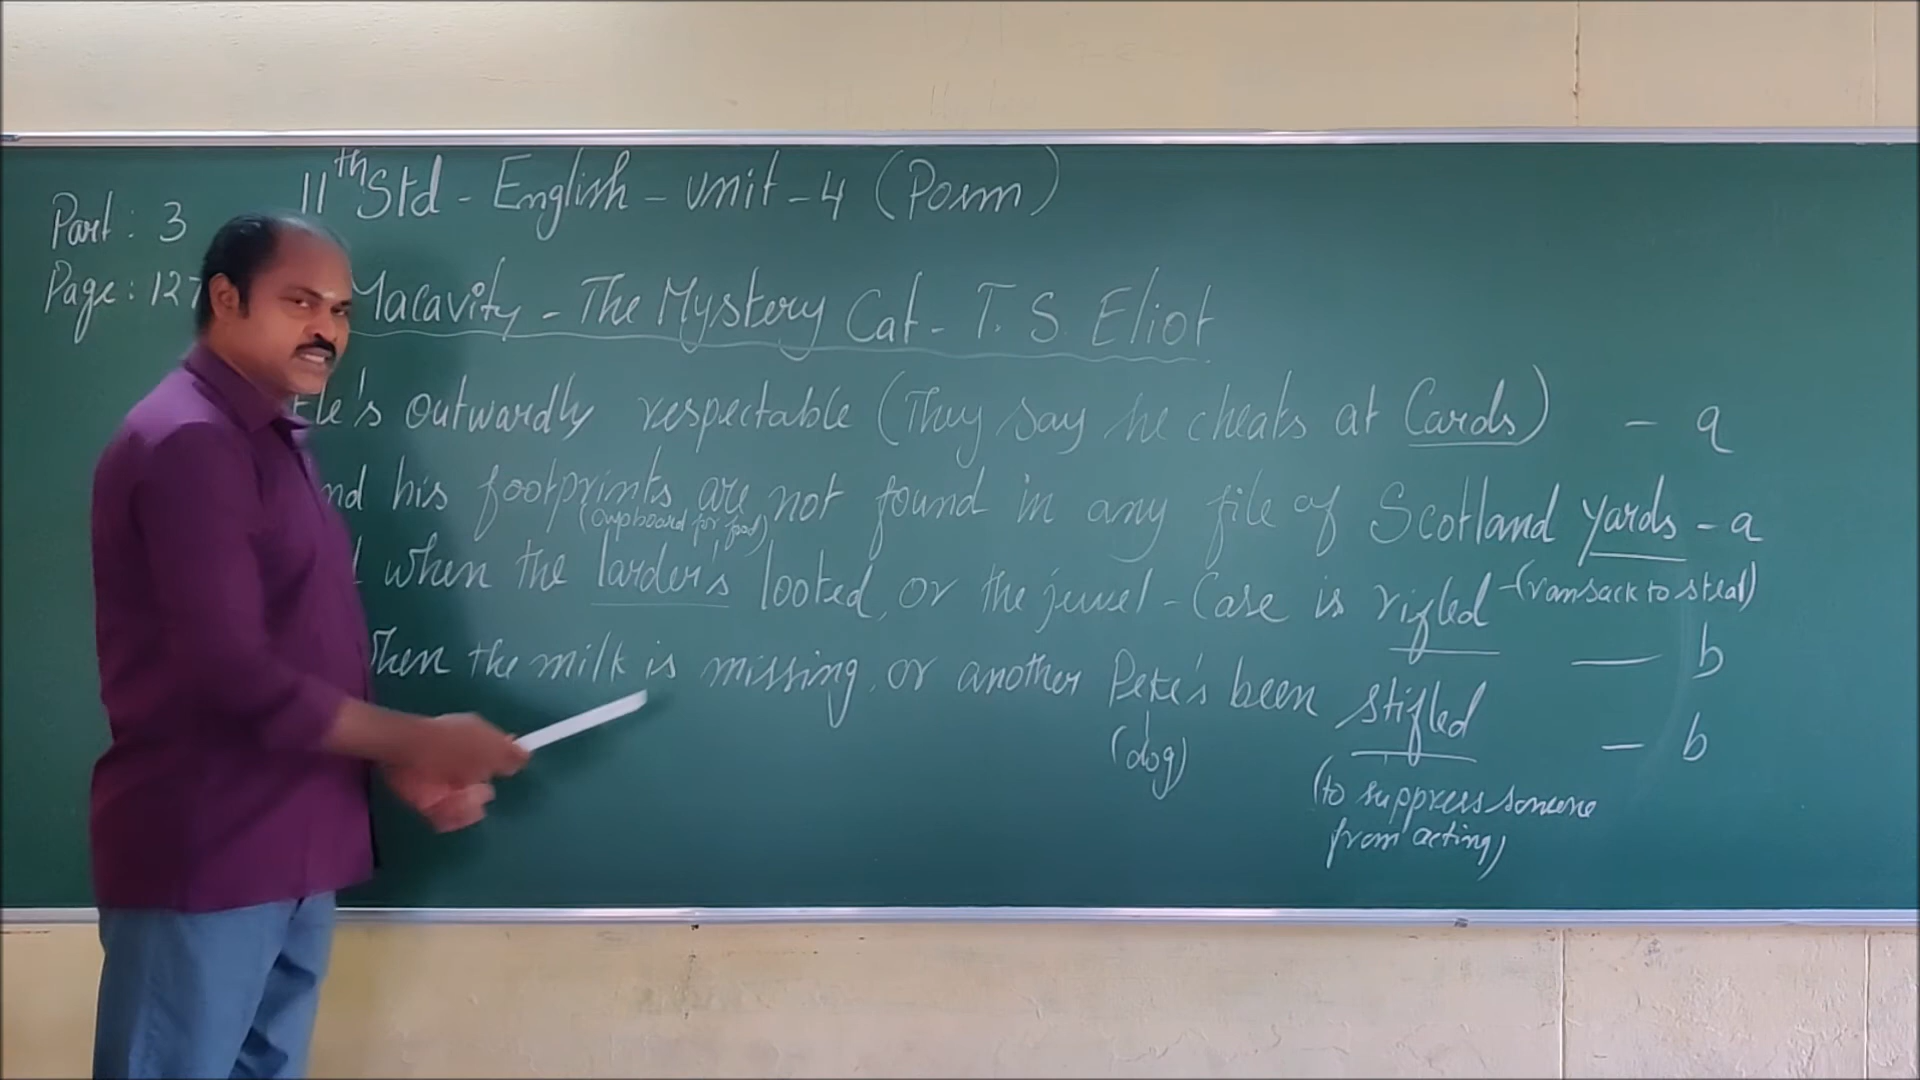 11th Std - English - unit - 4 (Poem)
Part : 3
Page : 127
Macavity - The Mystery Cat - T. S. Eliot
He's outwardly respectable (They say he cheats at Cards) - a
nd his footprints are not found in any file of Scotland yards - a
(cupboard for food)
when the larder's looted, or the jewel - Case is rifled - (ransack to steal)
- b
when the milk is missing, or another Peke's been stifled
- b
(dog)
(to suppress someone
from acting)